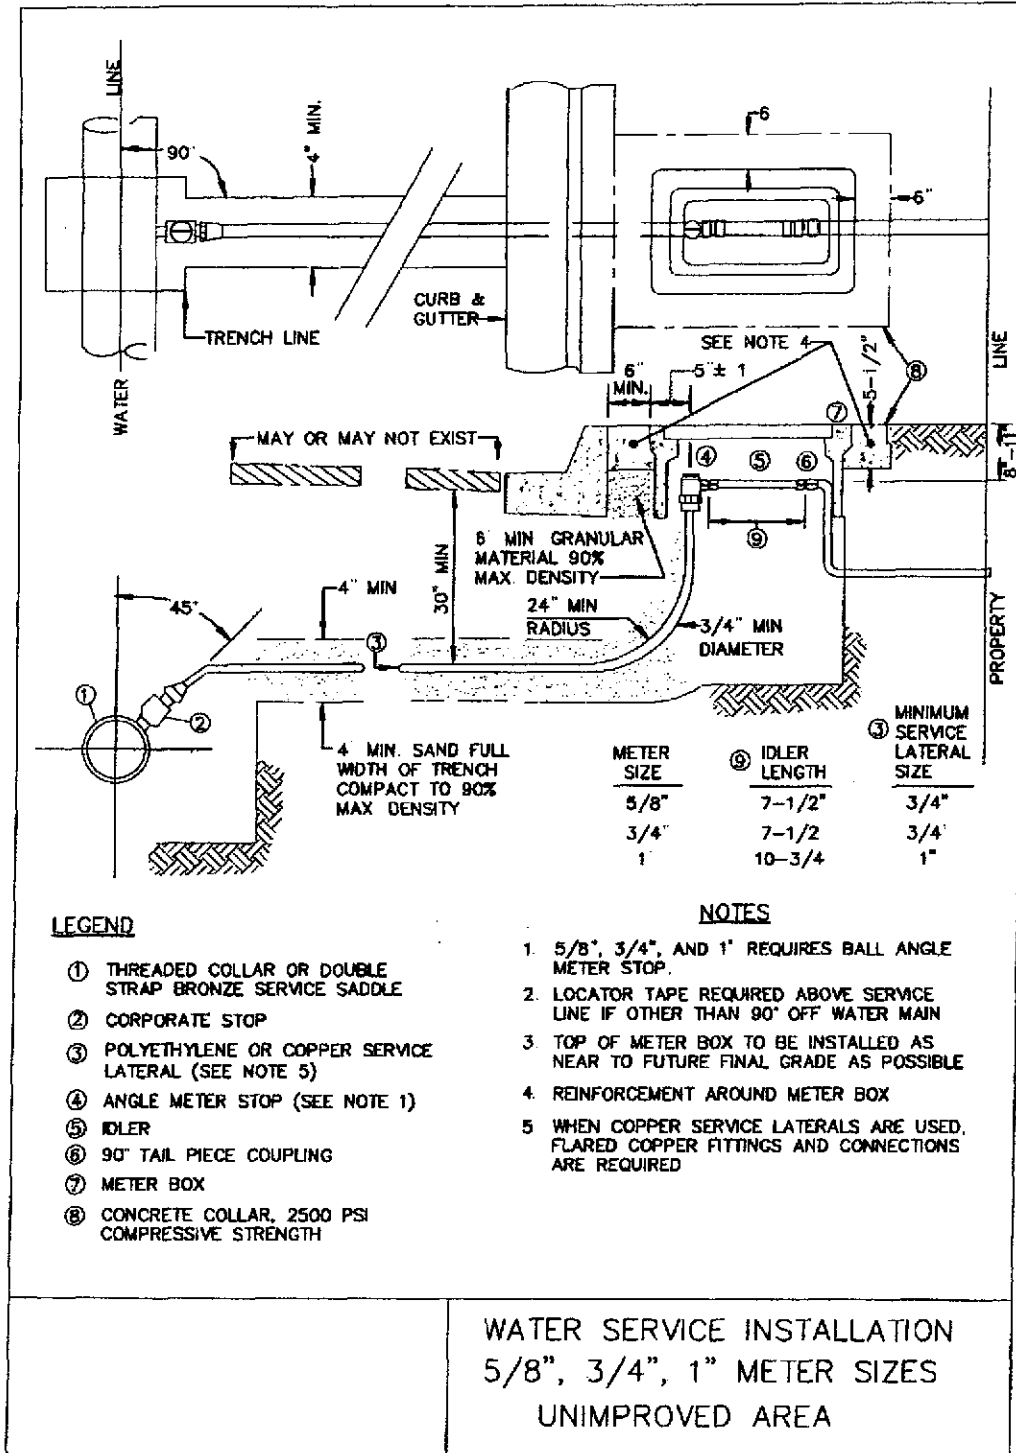 LINE
90°
4" MIN.
6
6"
TRENCH LINE
CURB &
GUTTER
WATER
SEE NOTE 4
LINE
6"
MIN.
5"± 1
5-1/2"
8
7
MAY OR MAY NOT EXIST
4
5
6
8"-11"
9
6" MIN GRANULAR
MATERIAL 90%
MAX. DENSITY
30" MIN
4" MIN
45°
24" MIN
RADIUS
3/4" MIN
DIAMETER
3
PROPERTY
1
2
4" MIN. SAND FULL
WIDTH OF TRENCH
COMPACT TO 90%
MAX DENSITY
METER
SIZE
9 IDLER
LENGTH
3 MINIMUM
SERVICE
LATERAL
SIZE
5/8" 7-1/2" 3/4"
3/4" 7-1/2 3/4'
1' 10-3/4 1"
LEGEND
1 THREADED COLLAR OR DOUBLE
STRAP BRONZE SERVICE SADDLE
2 CORPORATE STOP
3 POLYETHYLENE OR COPPER SERVICE
LATERAL (SEE NOTE 5)
4 ANGLE METER STOP (SEE NOTE 1)
5 IDLER
6 90° TAIL PIECE COUPLING
7 METER BOX
8 CONCRETE COLLAR, 2500 PSI
COMPRESSIVE STRENGTH
NOTES
1. 5/8", 3/4", AND 1" REQUIRES BALL ANGLE
METER STOP.
2. LOCATOR TAPE REQUIRED ABOVE SERVICE
LINE IF OTHER THAN 90° OFF WATER MAIN
3. TOP OF METER BOX TO BE INSTALLED AS
NEAR TO FUTURE FINAL GRADE AS POSSIBLE
4. REINFORCEMENT AROUND METER BOX
5 WHEN COPPER SERVICE LATERALS ARE USED,
FLARED COPPER FITTINGS AND CONNECTIONS
ARE REQUIRED
WATER SERVICE INSTALLATION
5/8", 3/4", 1" METER SIZES
UNIMPROVED AREA